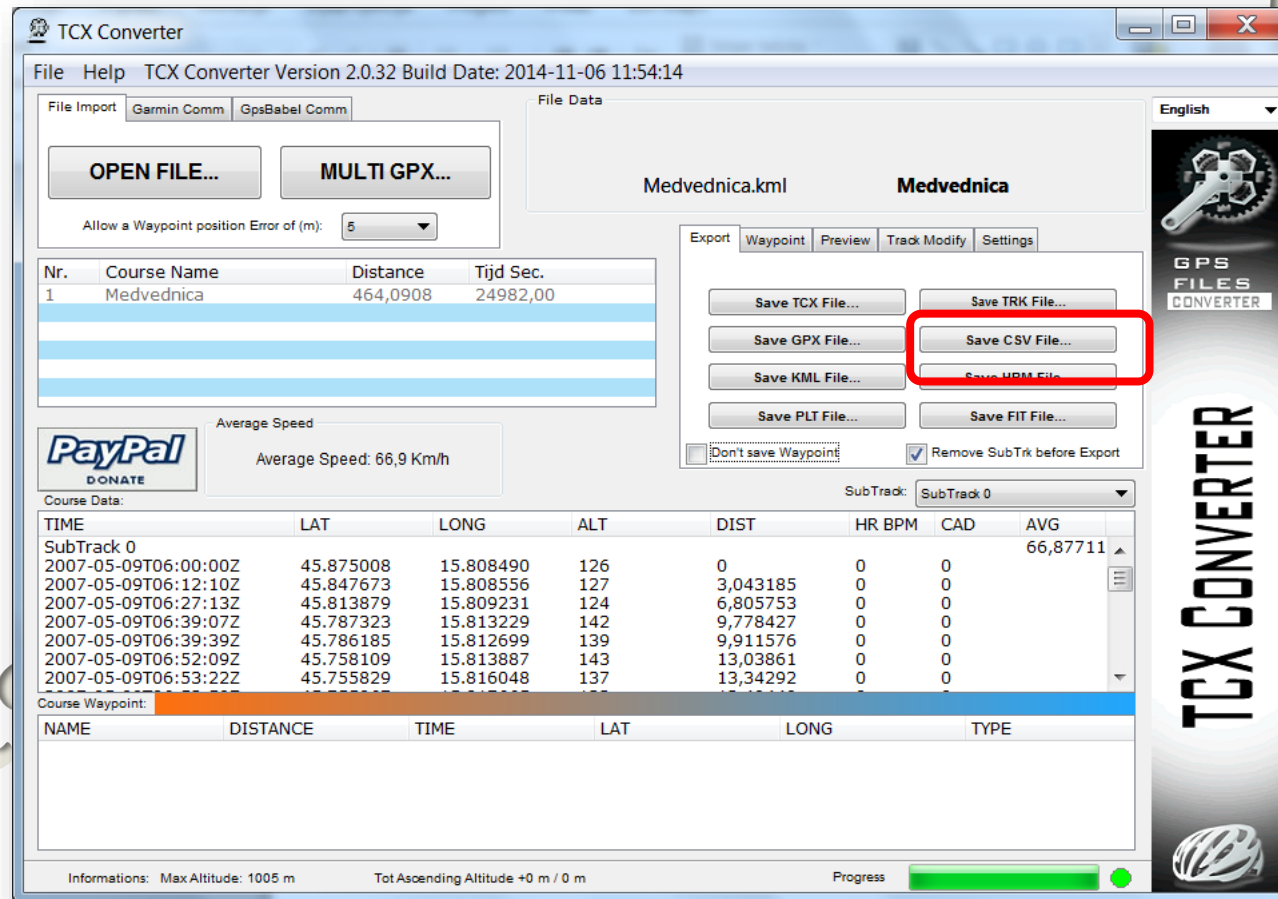 TCX Converter
File Help TCX Converter Version 2.0.32 Build Date: 2014-11-06 11:54:14
File Import Garmin Comm GpsBabel Comm
OPEN FILE... MULTI GPX...
Allow a Waypoint position Error of (m): 5
File Data
Medvednica.kml Medvednica
English
Nr. Course Name Distance Tijd Sec.
1 Medvednica 464,0908 24982,00
Export Waypoint Preview Track Modify Settings
Save TCX File... Save TRK File...
Save GPX File... Save CSV File...
Save KML File... Save HRM File...
Save PLT File... Save FIT File...
Don't save Waypoint Remove SubTrk before Export
GPS
FILES
CONVERTER
TCX CONVERTER
PayPal
DONATE
Average Speed
Average Speed: 66,9 Km/h
SubTrack: SubTrack 0
Course Data:
TIME LAT LONG ALT DIST HR BPM CAD AVG
SubTrack 0 66,87711
2007-05-09T06:00:00Z 45.875008 15.808490 126 0 0 0
2007-05-09T06:12:10Z 45.847673 15.808556 127 3,043185 0 0
2007-05-09T06:27:13Z 45.813879 15.809231 124 6,805753 0 0
2007-05-09T06:39:07Z 45.787323 15.813229 142 9,778427 0 0
2007-05-09T06:39:39Z 45.786185 15.812699 139 9,911576 0 0
2007-05-09T06:52:09Z 45.758109 15.813887 143 13,03861 0 0
2007-05-09T06:53:22Z 45.755829 15.816048 137 13,34292 0 0
Course Waypoint:
NAME DISTANCE TIME LAT LONG TYPE
Informations: Max Altitude: 1005 m Tot Ascending Altitude +0 m / 0 m Progress